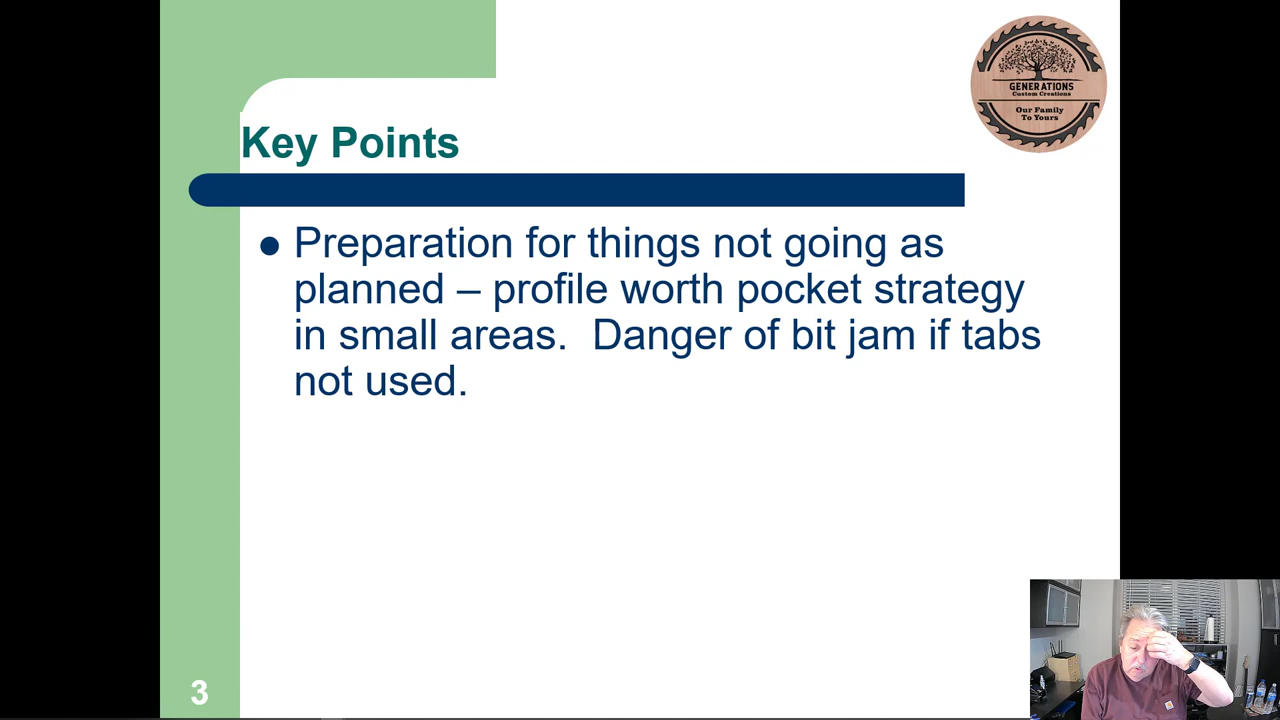 GENERATIONS
Custom Creations
Our Family
To Yours
Key Points
Preparation for things not going as
planned – profile worth pocket strategy
in small areas.  Danger of bit jam if tabs
not used.
3